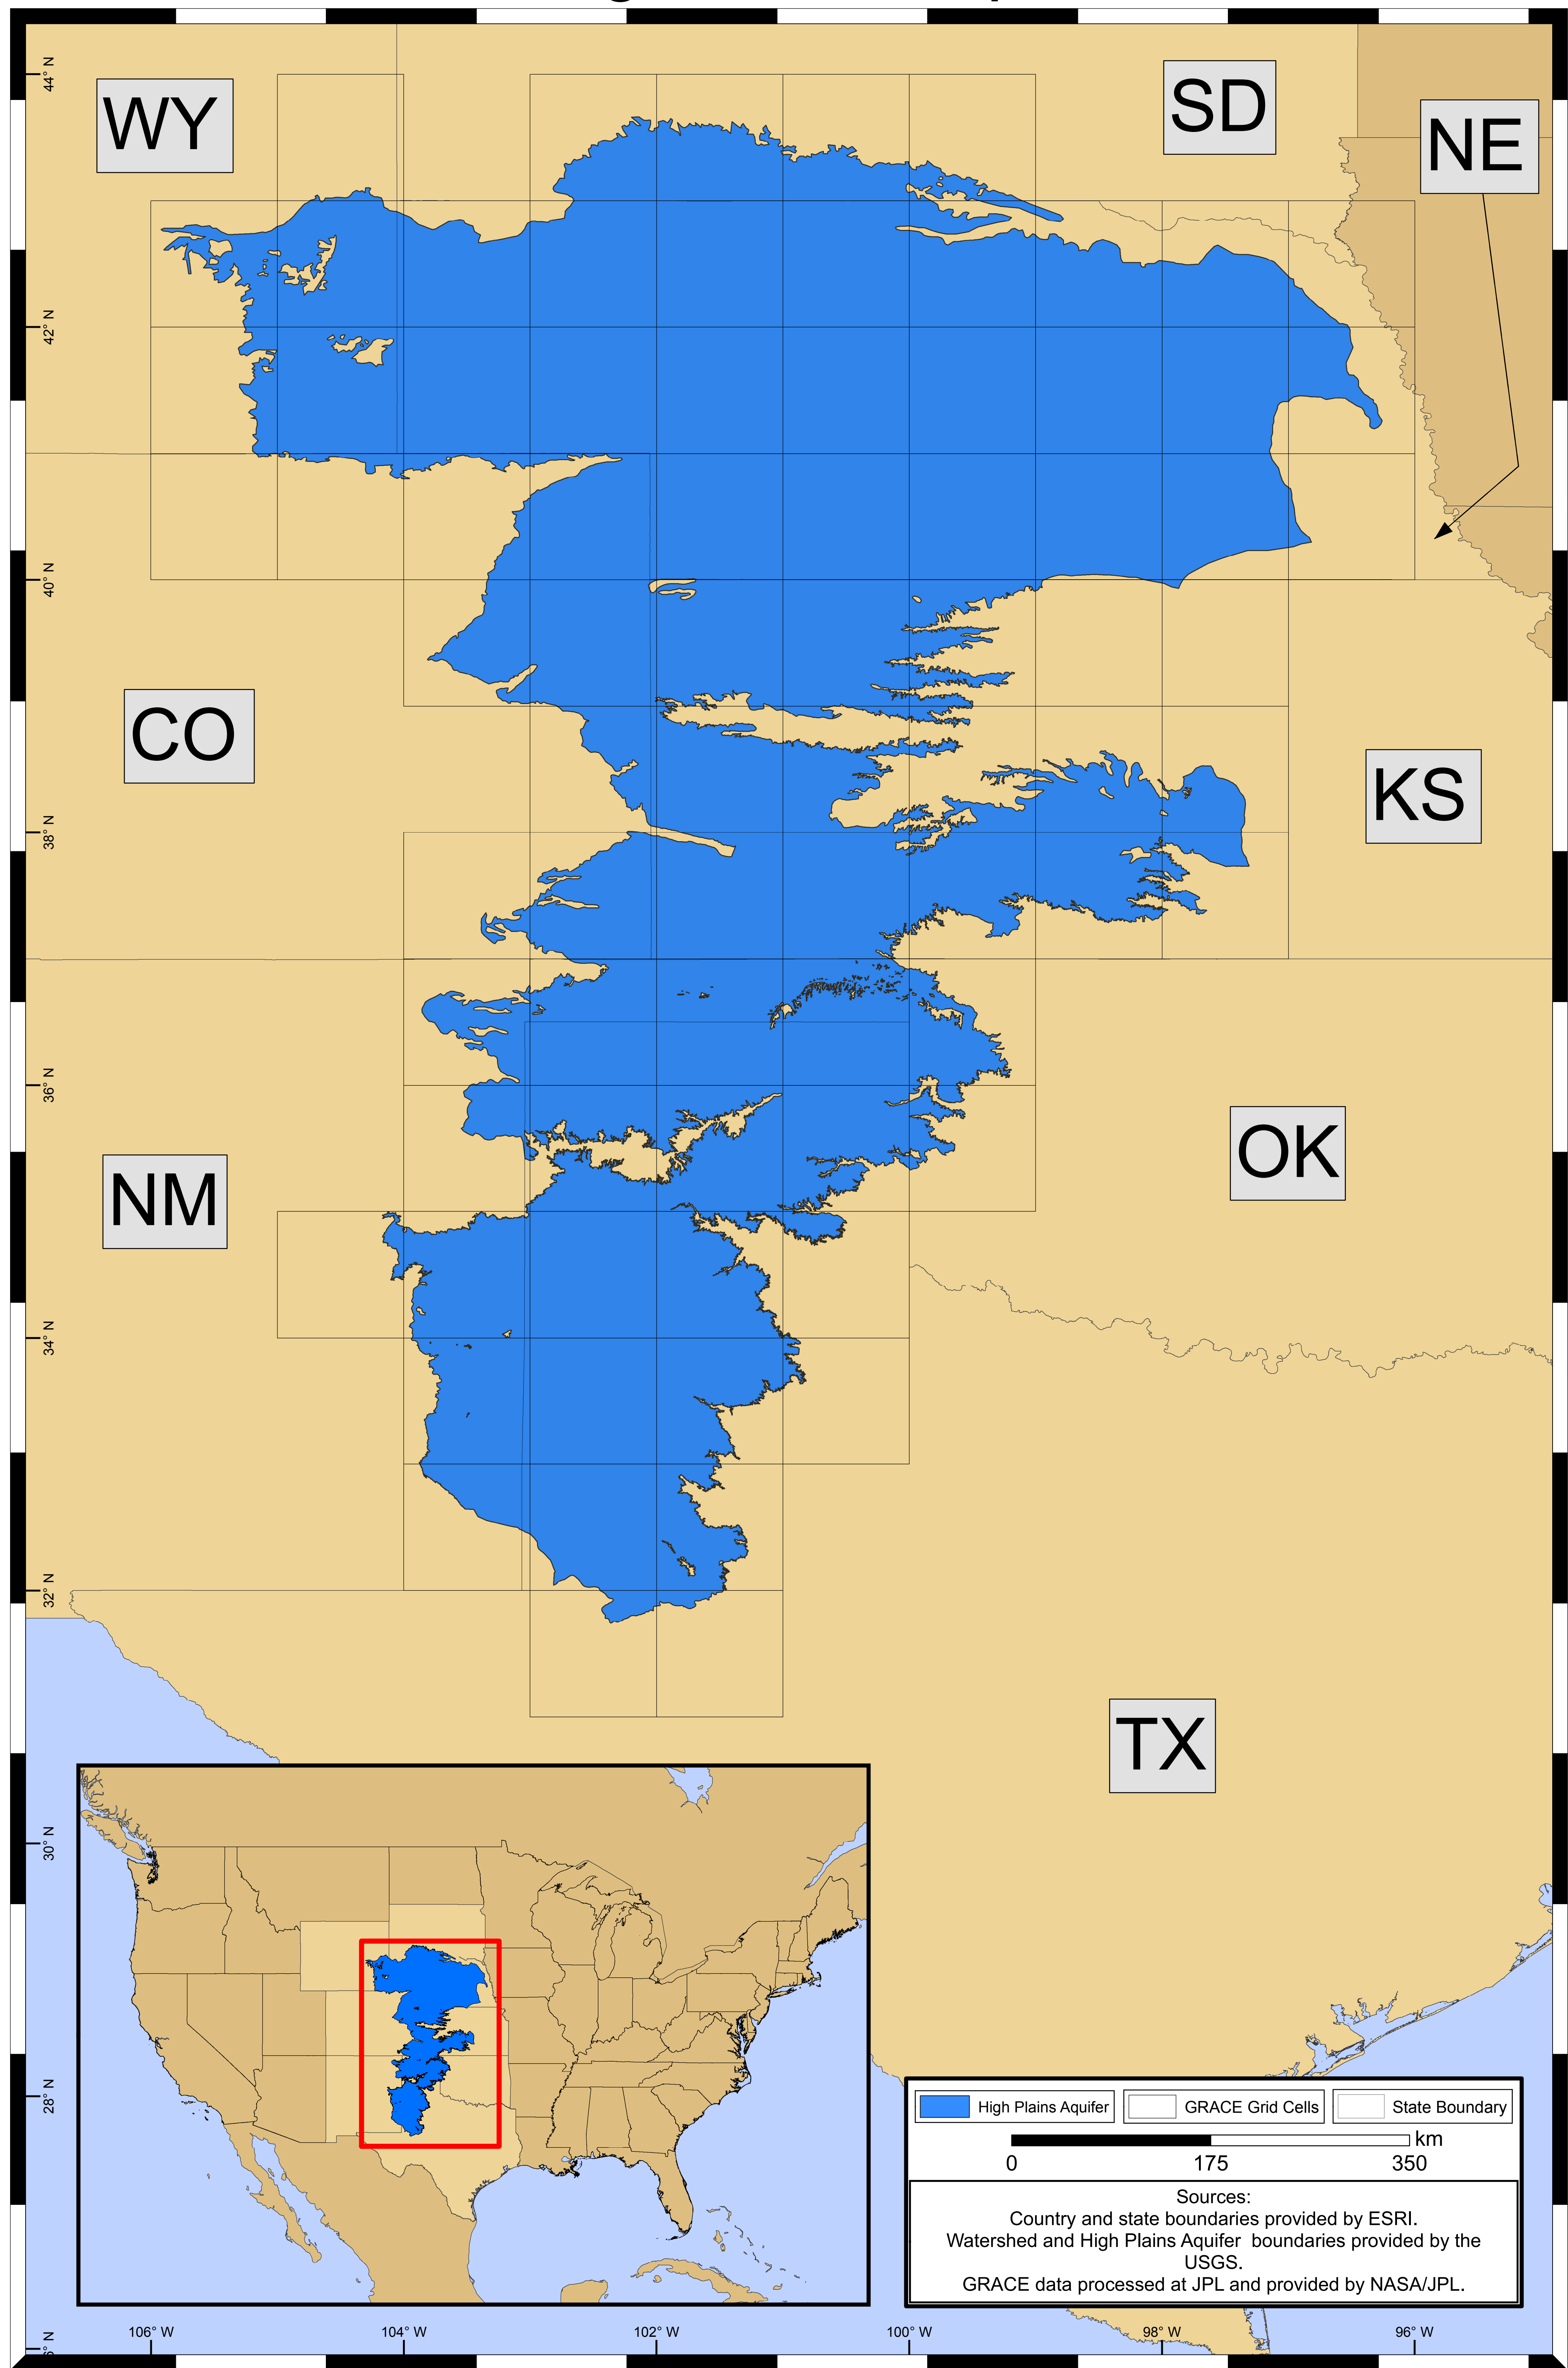 WY
SD
NE
CO
KS
NM
OK
TX
44° N
42° N
40° N
38° N
36° N
34° N
32° N
30° N
28° N
106° W
104° W
102° W
100° W
98° W
96° W
High Plains Aquifer
GRACE Grid Cells
State Boundary
km
0
175
350
Sources:
Country and state boundaries provided by ESRI.
Watershed and High Plains Aquifer boundaries provided by the
USGS.
GRACE data processed at JPL and provided by NASA/JPL.